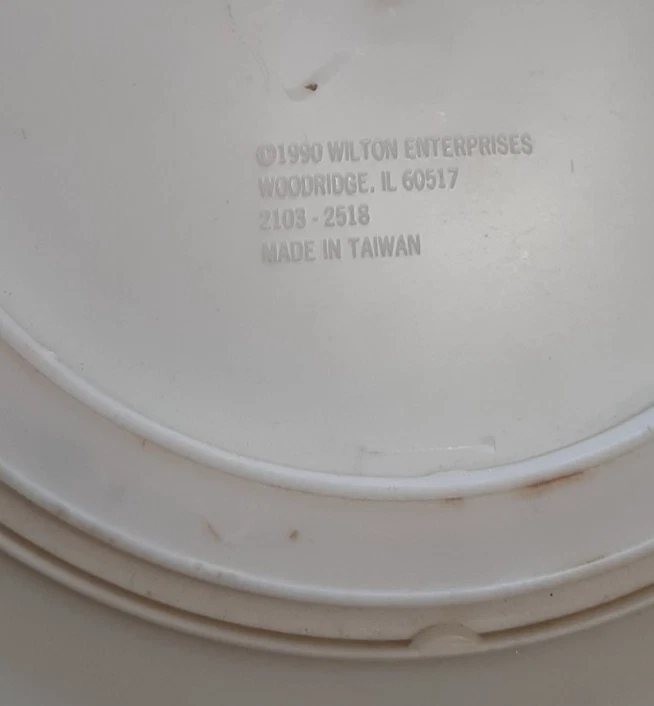 ©1990 WILTON ENTERPRISES
WOODRIDGE, IL 60517
2103-2518
MADE IN TAIWAN